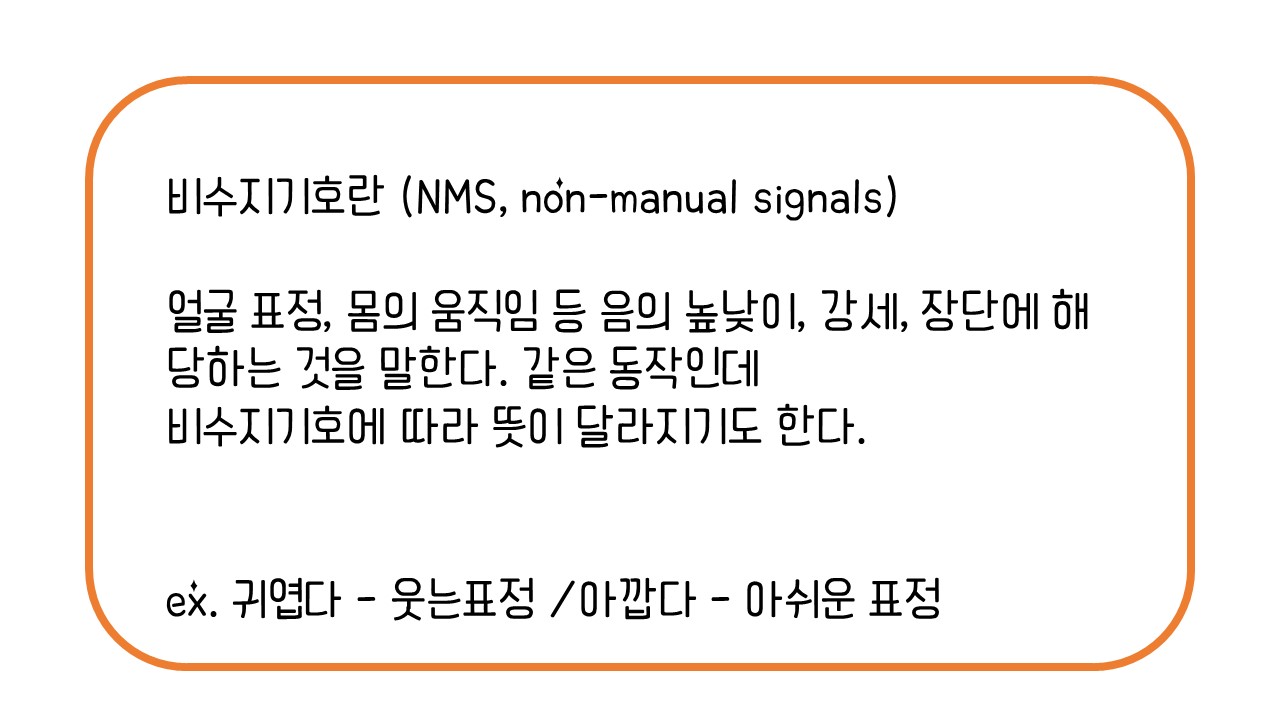 비수지기호란 (NMS, non-manual signals)
얼굴 표정, 몸의 움직임 등 음의 높낮이, 강세, 장단에 해
당하는 것을 말한다. 같은 동작인데
비수지기호에 따라 뜻이 달라지기도 한다.
ex. 귀엽다 - 웃는표정 /아깝다 - 아쉬운 표정